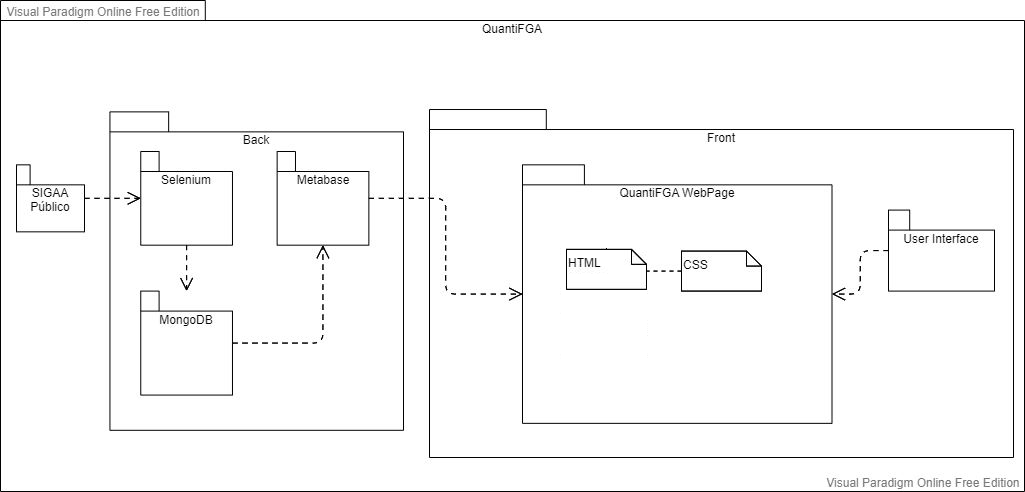 Visual Paradigm Online Free Edition
QuantiFGA
Back
Front
SIGAA
Público
Selenium
Metabase
MongoDB
QuantiFGA WebPage
HTML
CSS
User Interface
Visual Paradigm Online Free Edition